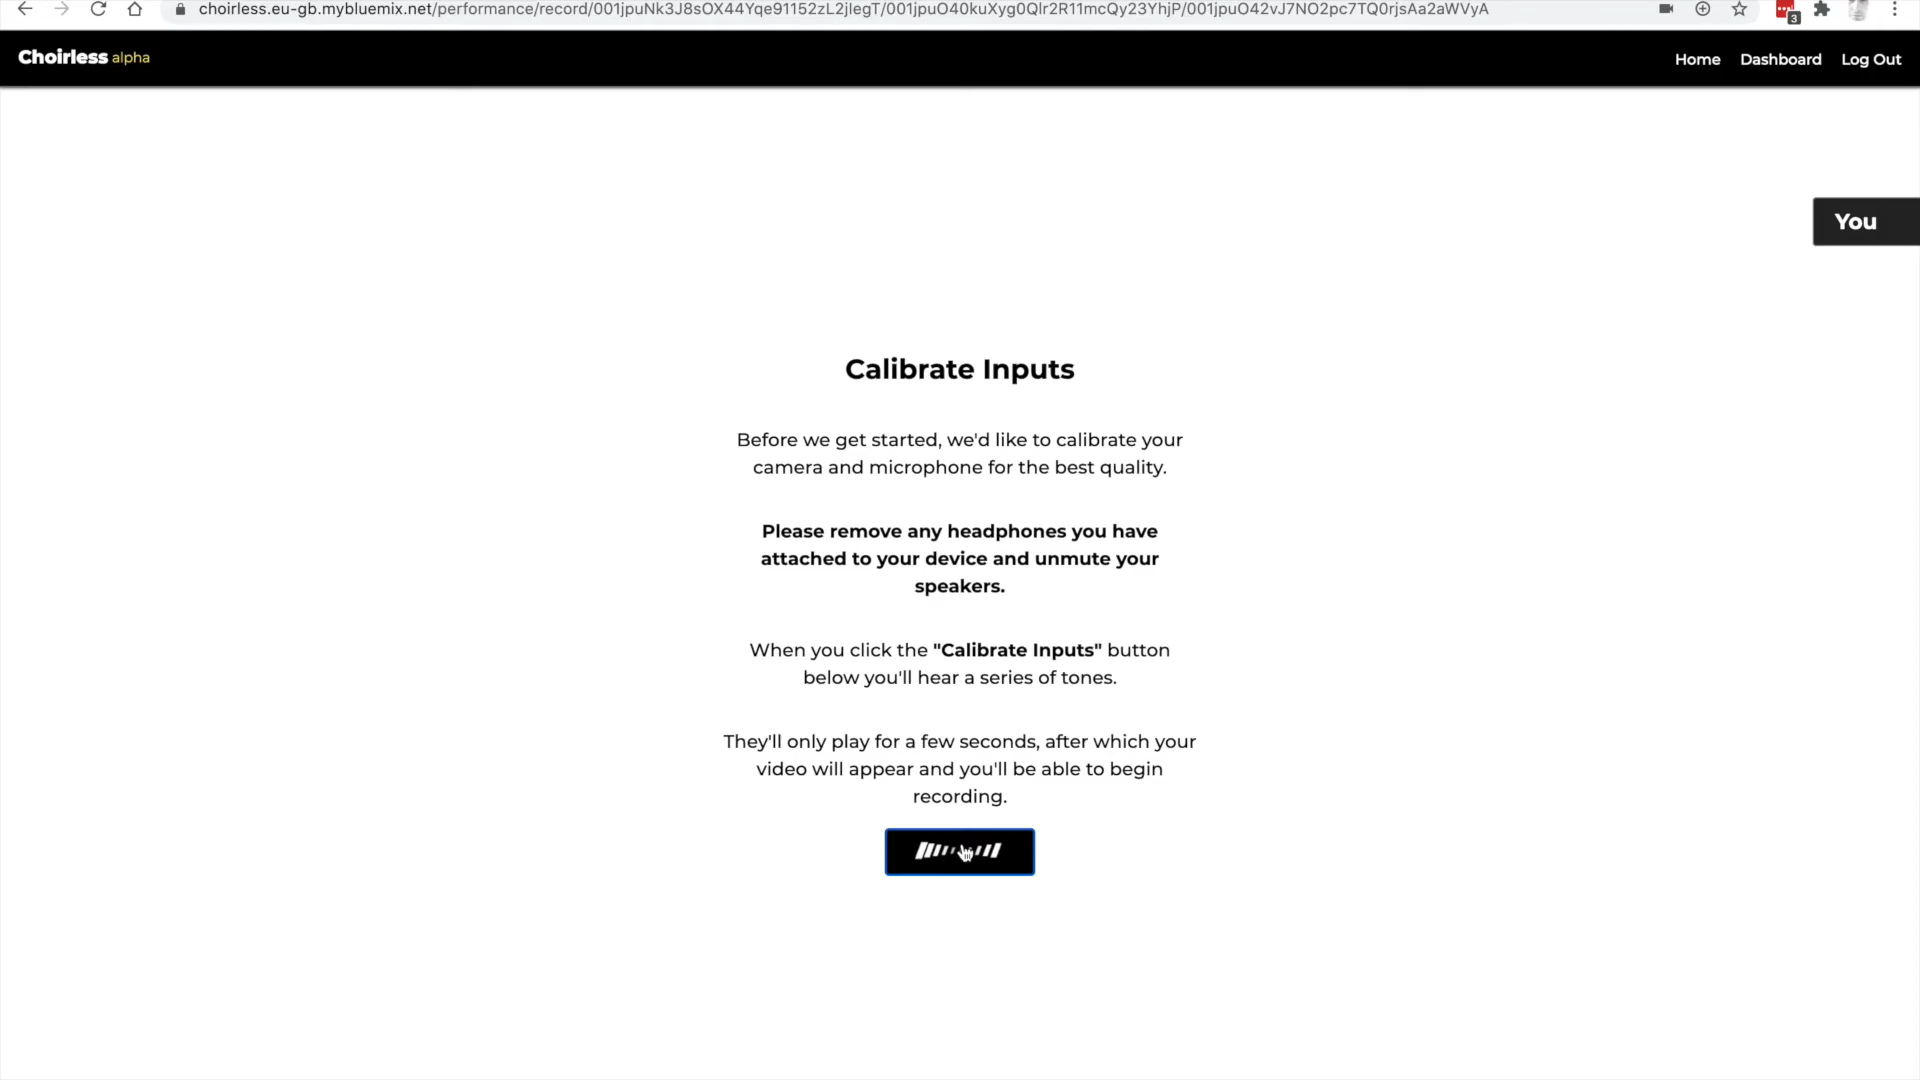 choirless.eu-gb.mybluemix.net/performance/record/001jpuNk3J8sOX44Yqe91152zL2jlegT/001jpuO40kuXyg0Qlr2R11mcQy23YhjP/001jpuO42vJ7NO2pc7TQ0rjsAa2aWVyA
3
Choirless alpha
Home Dashboard Log Out
You
Calibrate Inputs
Before we get started, we'd like to calibrate your
camera and microphone for the best quality.
Please remove any headphones you have
attached to your device and unmute your
speakers.
When you click the "Calibrate Inputs" button
below you'll hear a series of tones.
They'll only play for a few seconds, after which your
video will appear and you'll be able to begin
recording.